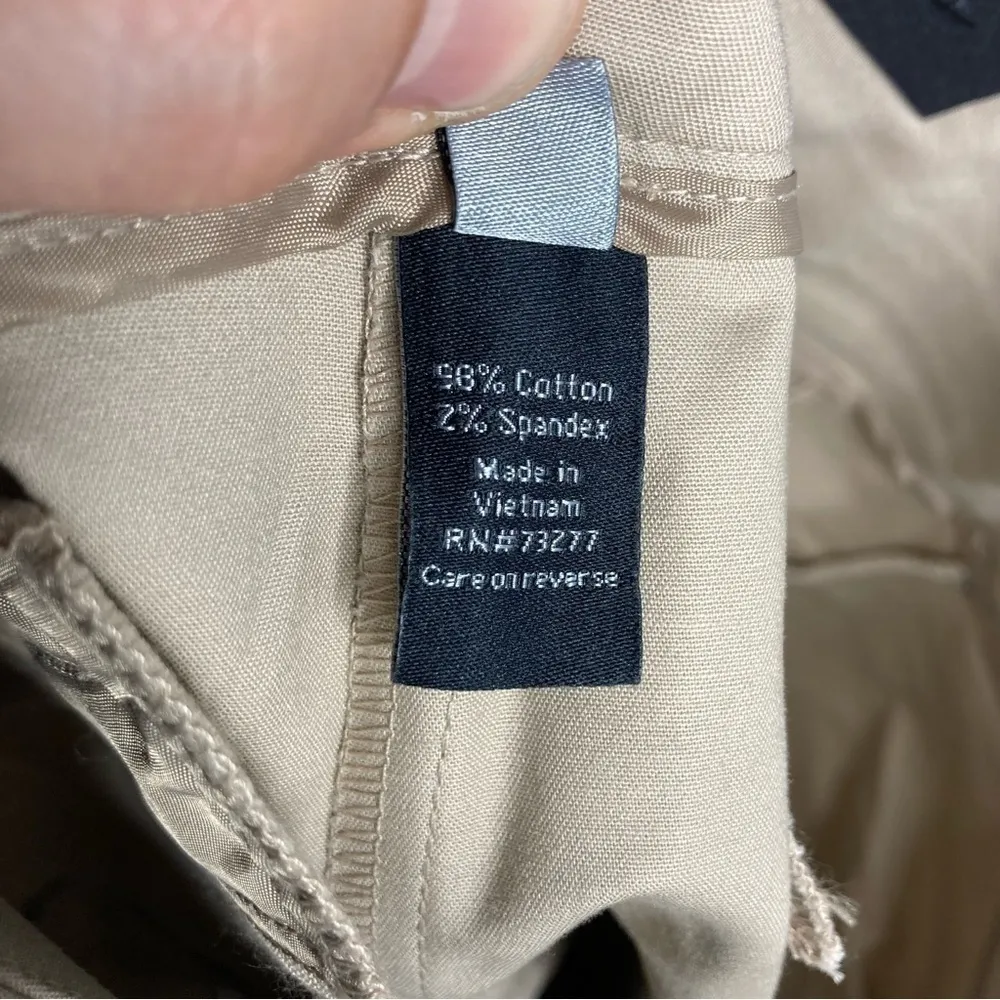 98% Cotton
2% Spandex
Made in
Vietnam
RN#73277
Care on reverse